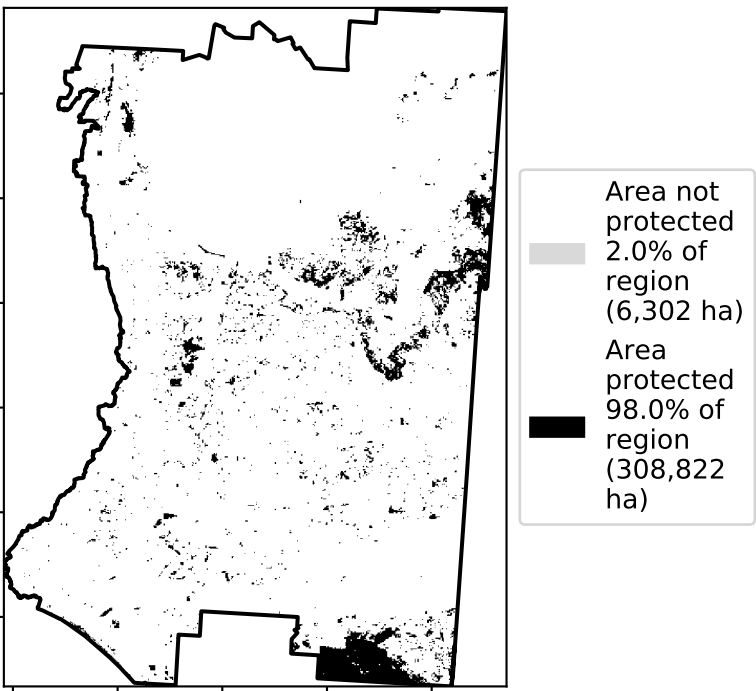 Area not
protected
2.0% of
region
(6,302 ha)
Area
protected
98.0% of
region
(308,822
ha)